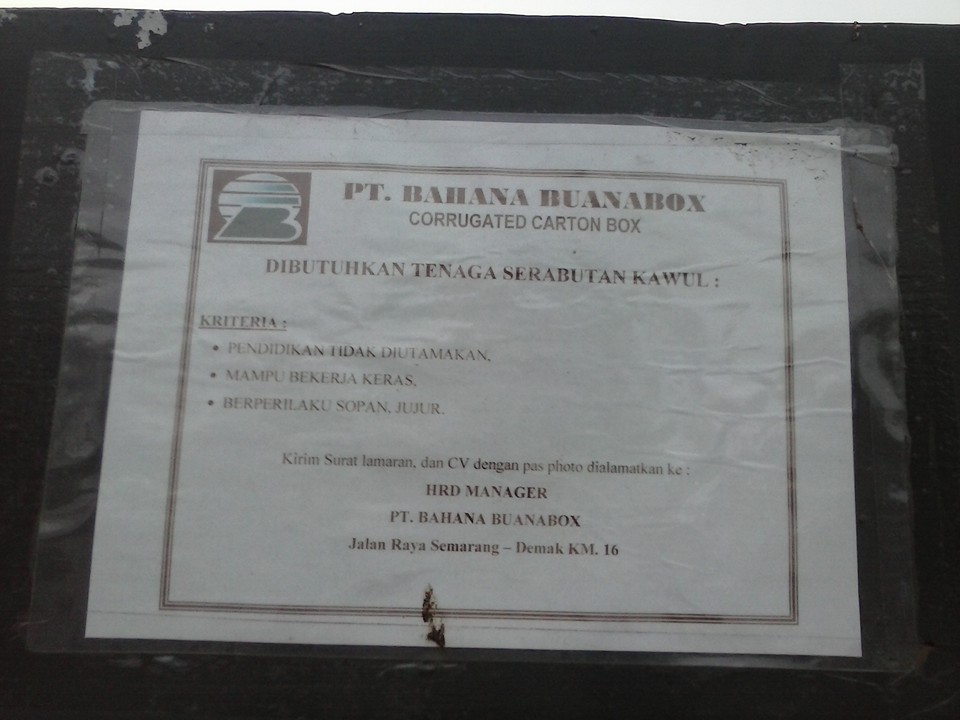 PT. BAHANA BUANABOX
CORRUGATED CARTON BOX
DIBUTUHKAN TENAGA SERABUTAN KAWUL :
KRITERIA :
• PENDIDIKAN TIDAK DIUTAMAKAN,
• MAMPU BEKERJA KERAS,
• BERPERILAKU SOPAN, JUJUR.
Kirim Surat lamaran, dan CV dengan pas photo dialamatkan ke :
HRD MANAGER
PT. BAHANA BUANABOX
Jalan Raya Semarang – Demak KM. 16